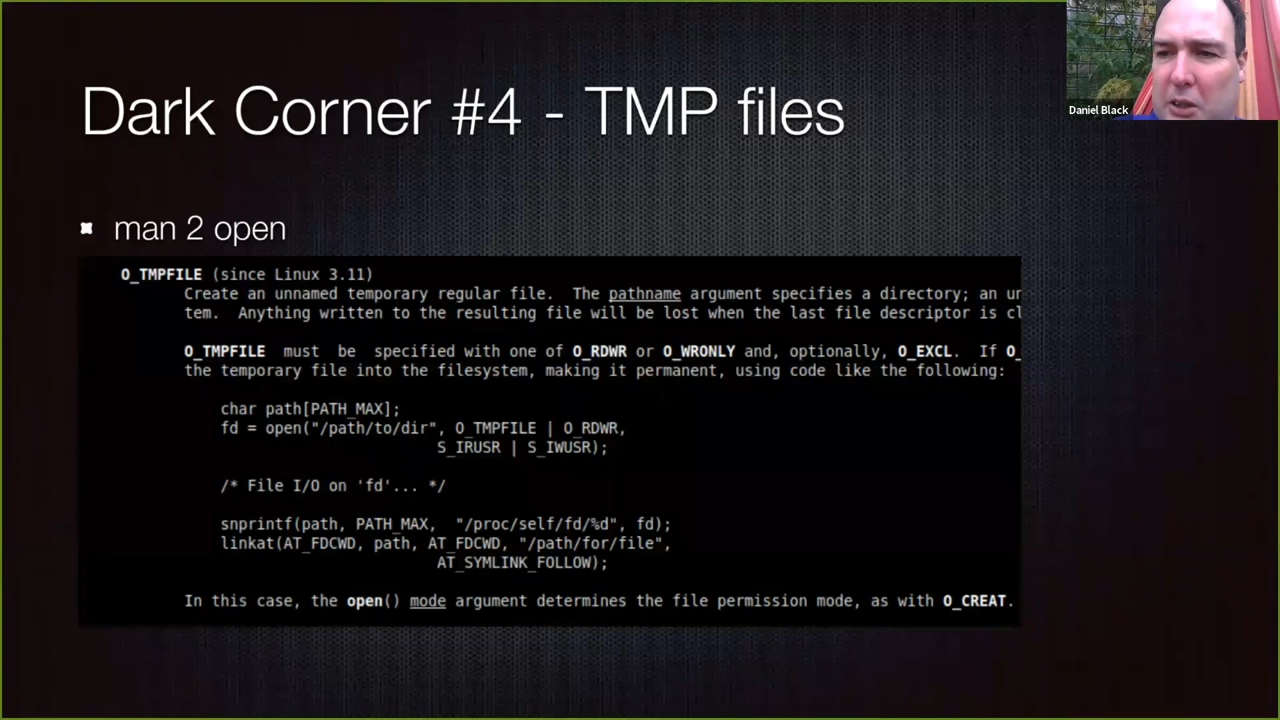 Dark Corner #4 - TMP files
Daniel Black
man 2 open
O_TMPFILE (since Linux 3.11)
Create an unnamed temporary regular file. The pathname argument specifies a directory; an
tem. Anything written to the resulting file will be lost when the last file descriptor is
O_TMPFILE must be specified with one of O_RDWR or O_WRONLY and, optionally, O_EXCL. If
the temporary file into the filesystem, making it permanent, using code like the following:
char path[PATH_MAX];
fd = open("/path/to/dir", O_TMPFILE | O_RDWR,
S_IRUSR | S_IWUSR);
/* File I/O on 'fd'... */
snprintf(path, PATH_MAX, "/proc/self/fd/%d", fd);
linkat(AT_FDCWD, path, AT_FDCWD, "/path/for/file",
AT_SYMLINK_FOLLOW);
In this case, the open() mode argument determines the file permission mode, as with O_CREAT.